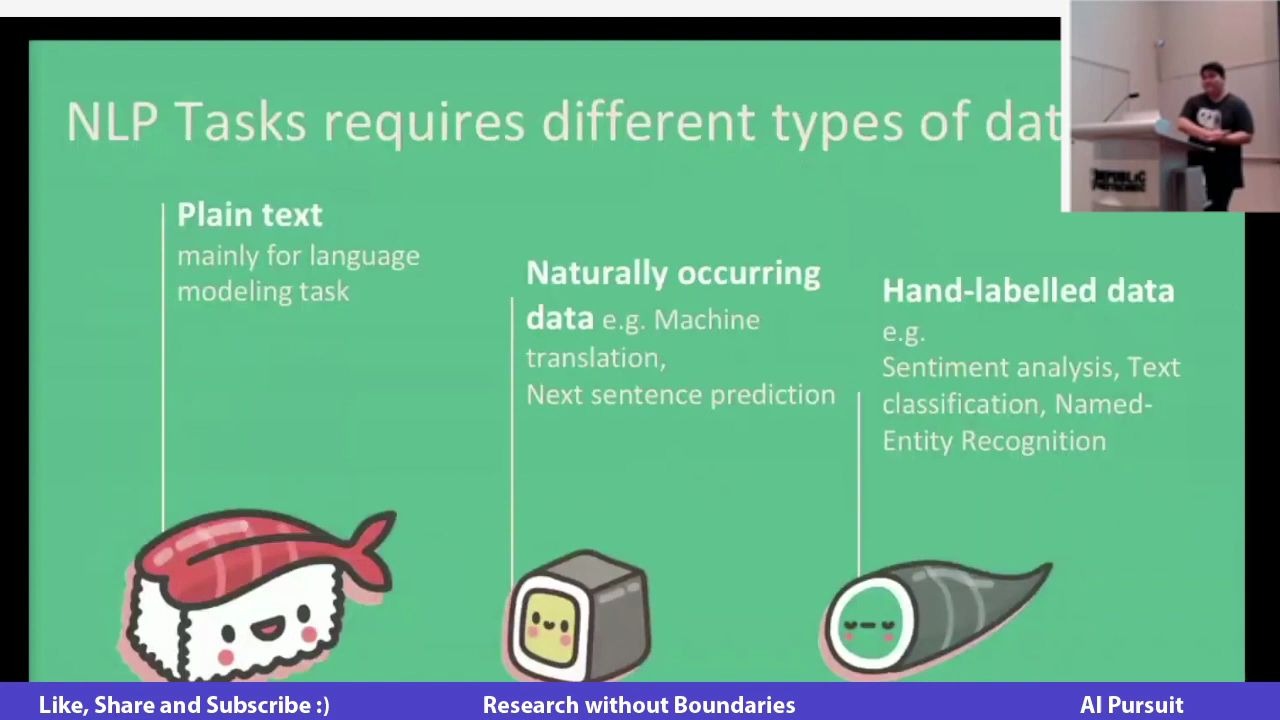 NLP Tasks requires different types of dat
Plain text
mainly for language
modeling task
Naturally occurring
data e.g. Machine
translation,
Next sentence prediction
Hand-labelled data
e.g.
Sentiment analysis, Text
classification, Named-
Entity Recognition
REPUBLIC
POLYTECHNIC
Like, Share and Subscribe :)
Research without Boundaries
AI Pursuit